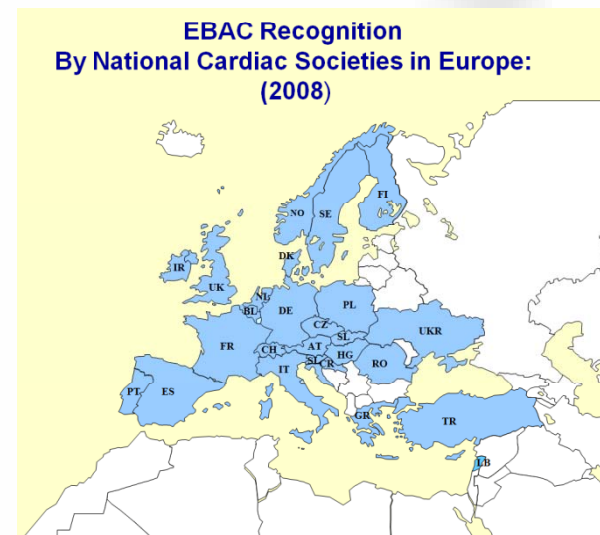 EBAC Recognition
By National Cardiac Societies in Europe:
(2008)
FI
NO SE
DK
IR
UK
NL
BL DE PL
CZ
SL UKR
FR CH AT HG
SL CR RO
IT
PT ES
GR TR
LB